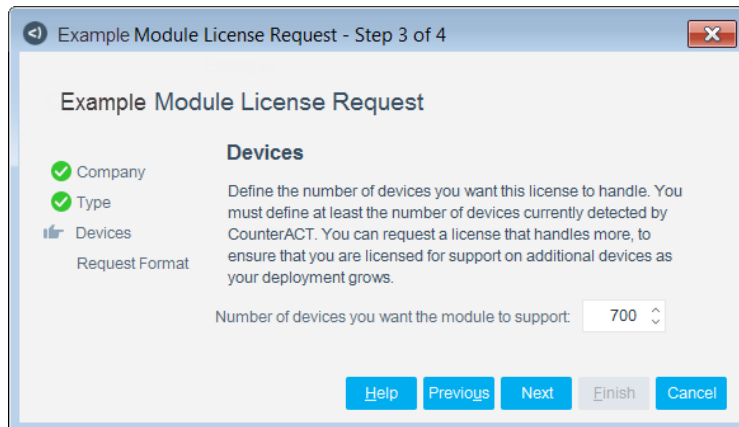 Example Module License Request - Step 3 of 4
Example Module License Request
Company
Type
Devices
Request Format
Devices
Define the number of devices you want this license to handle. You
must define at least the number of devices currently detected by
CounterACT. You can request a license that handles more, to
ensure that you are licensed for support on additional devices as
your deployment grows.
Number of devices you want the module to support: 700
Help Previous Next Finish Cancel